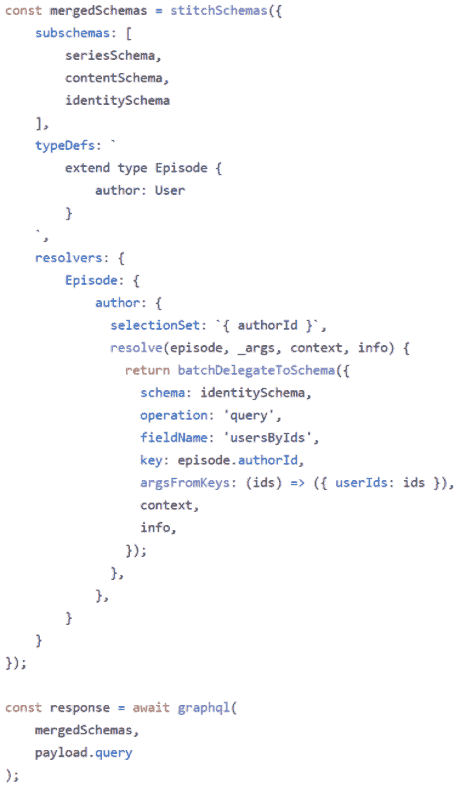 const mergedSchemas = stitchSchemas({
    subschemas: [
        seriesSchema,
        contentSchema,
        identitySchema
    ],
    typeDefs: `
        extend type Episode {
            author: User
        }
    `,
    resolvers: {
        Episode: {
            author: {
              selectionSet: `{ authorId }`,
              resolve(episode, _args, context, info) {
                return batchDelegateToSchema({
                  schema: identitySchema,
                  operation: 'query',
                  fieldName: 'usersByIds',
                  key: episode.authorId,
                  argsFromKeys: (ids) => ({ userIds: ids }),
                  context,
                  info,
                });
              },
            },
        }
    }
});

const response = await graphql(
    mergedSchemas,
    payload.query
);